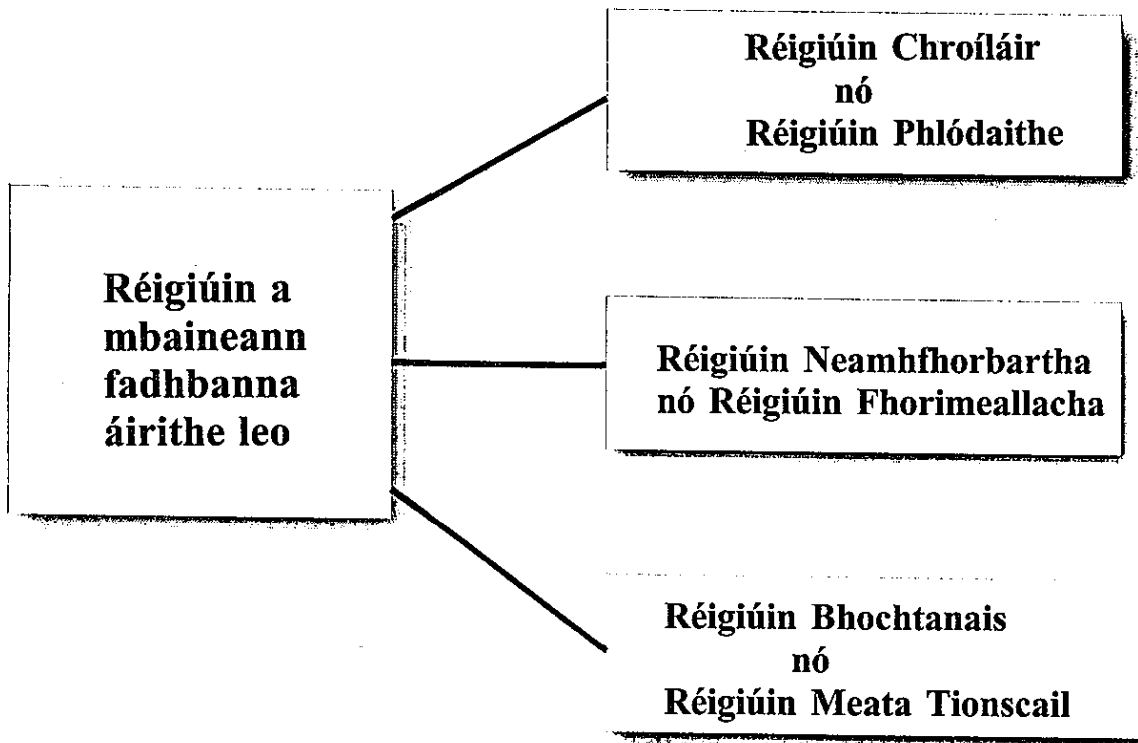 Réigiúin a
mbaineann
fadhbanna
áirithe leo
Réigiúin Chroíláir
nó
Réigiúin Phlódaithe
Réigiúin Neamhfhorbartha
nó Réigiúin Fhorimeallacha
Réigiúin Bhochtanais
nó
Réigiúin Meata Tionscail